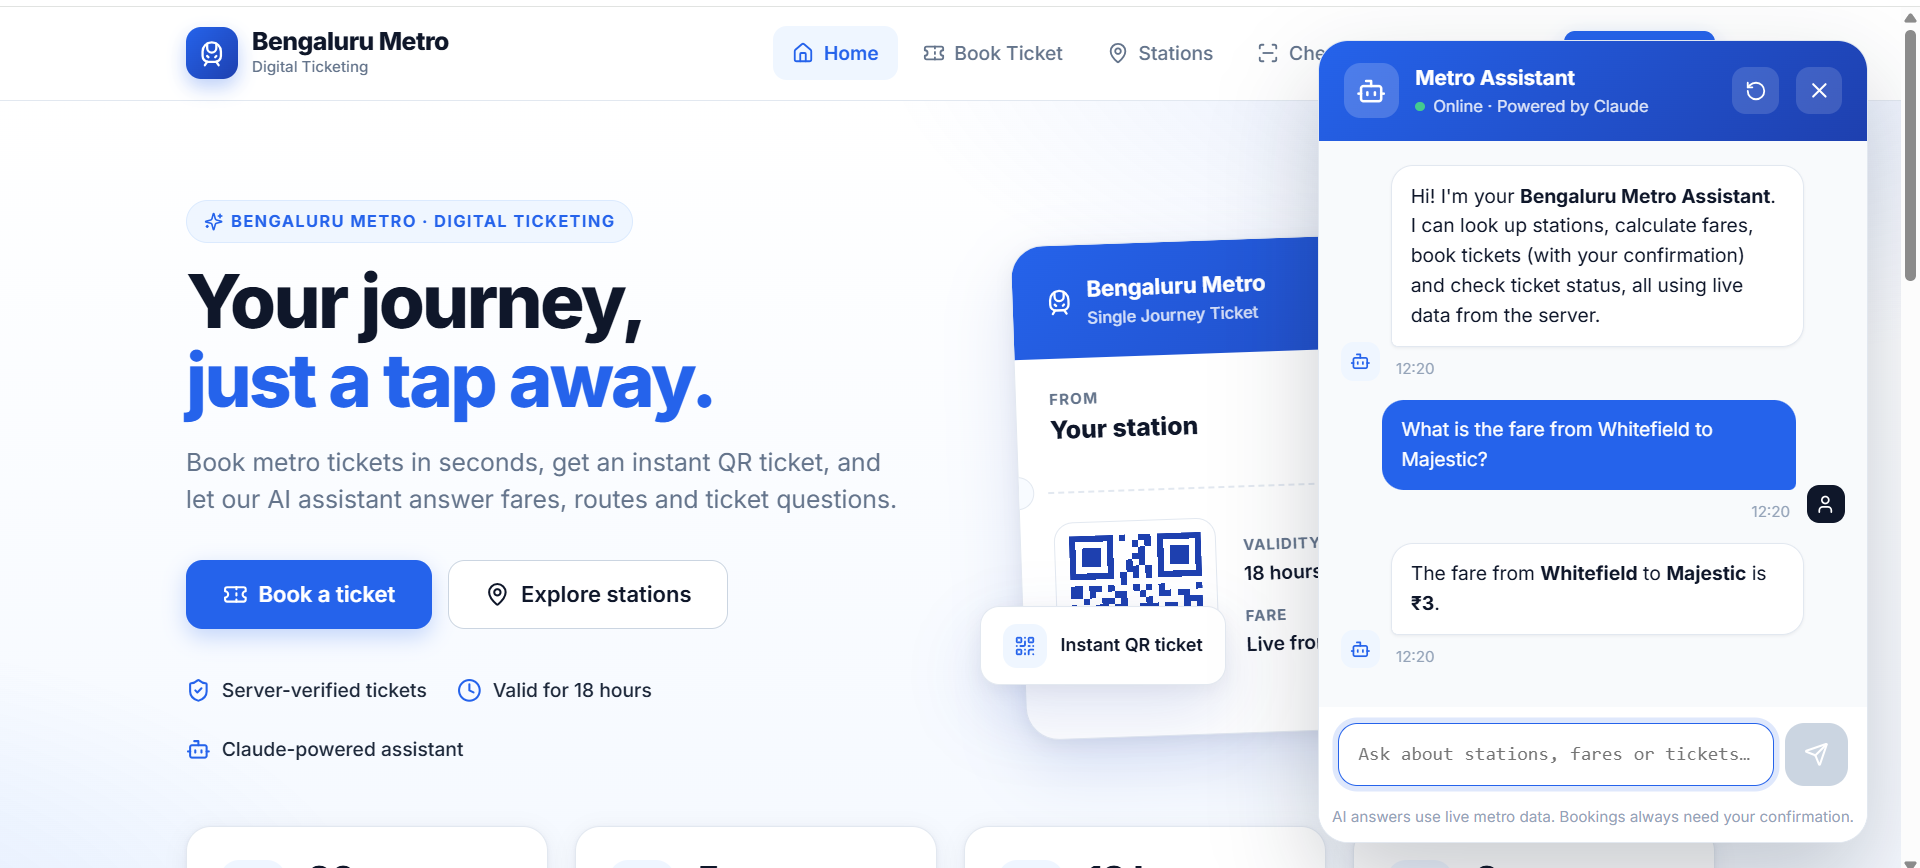 Bengaluru Metro
Digital Ticketing
Home
Book Ticket
Stations
Metro Assistant
Online · Powered by Claude
BENGALURU METRO · DIGITAL TICKETING
Your journey,
just a tap away.
Book metro tickets in seconds, get an instant QR ticket, and
let our AI assistant answer fares, routes and ticket questions.
Book a ticket
Explore stations
Server-verified tickets
Valid for 18 hours
Claude-powered assistant
Bengaluru Metro
Single Journey Ticket
FROM
Your station
VALIDITY
18 hours
FARE
Live
Instant QR ticket
Hi! I'm your Bengaluru Metro Assistant.
I can look up stations, calculate fares,
book tickets (with your confirmation)
and check ticket status, all using live
data from the server.
12:20
What is the fare from Whitefield to
Majestic?
12:20
The fare from Whitefield to Majestic is
₹3.
12:20
Ask about stations, fares or tickets…
AI answers use live metro data. Bookings always need your confirmation.